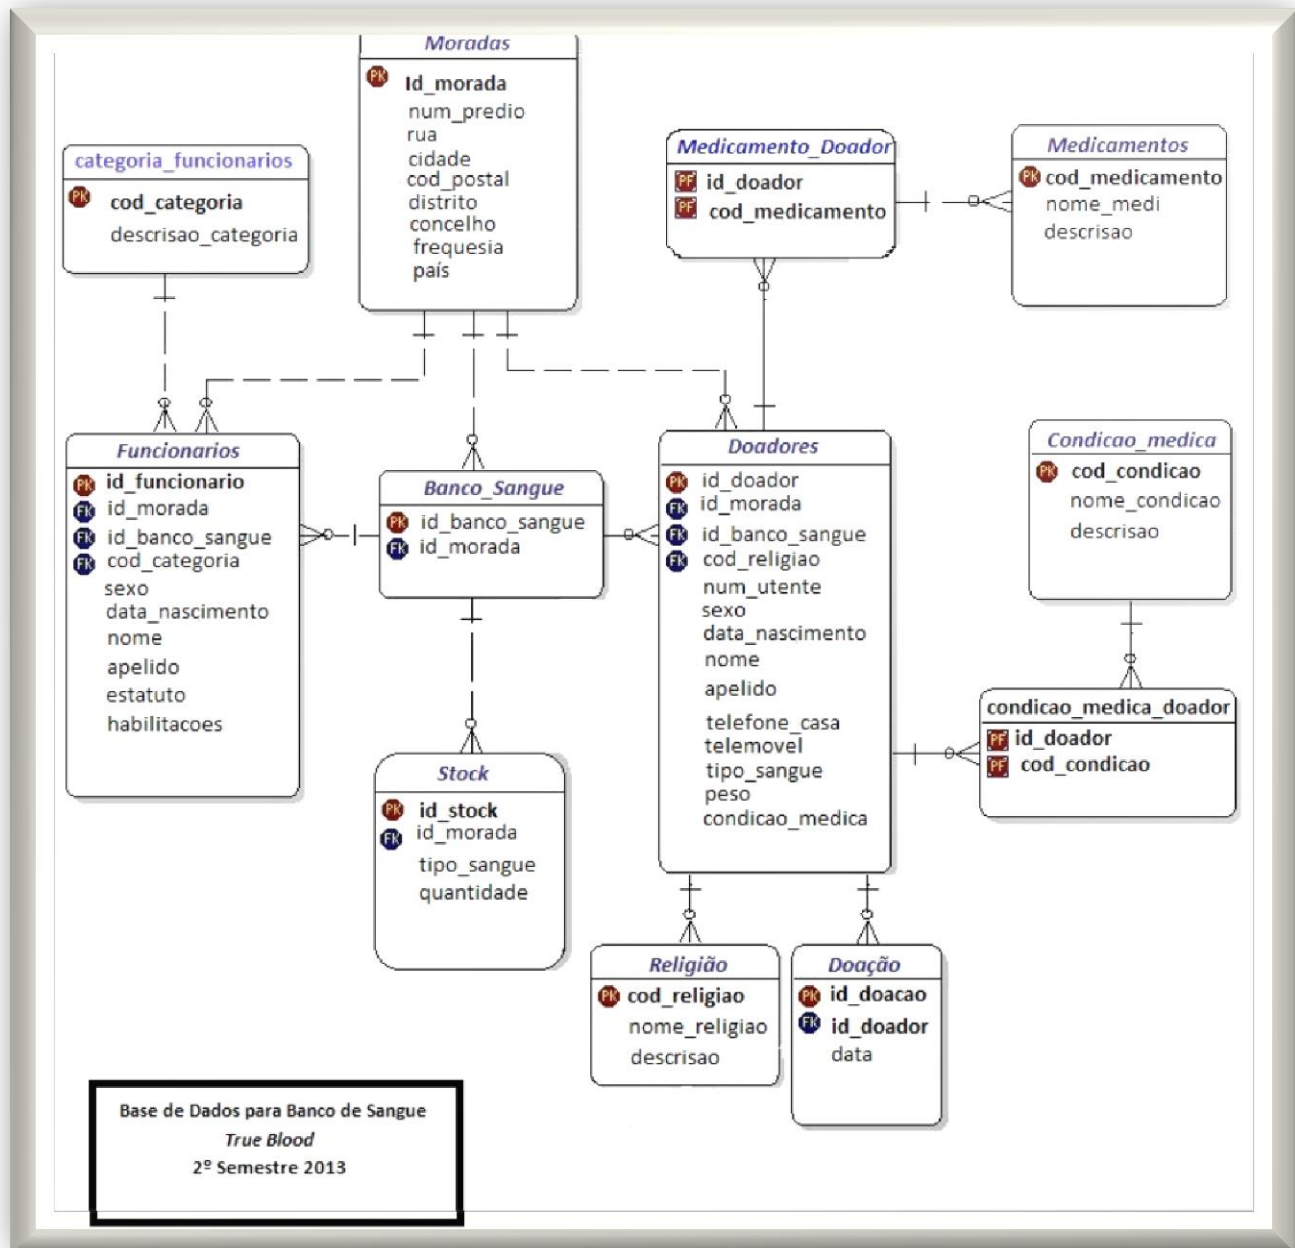 Moradas
PK Id_morada
num_predio
rua
cidade
cod_postal
distrito
concelho
frequesia
país
categoria_funcionarios
PK cod_categoria
descrisao_categoria
Medicamento_Doador
PF id_doador
PF cod_medicamento
Medicamentos
PK cod_medicamento
nome_medi
descrisao
Funcionarios
PK id_funcionario
FK id_morada
FK id_banco_sangue
FK cod_categoria
sexo
data_nascimento
nome
apelido
estatuto
habilitacoes
Banco_Sangue
PK id_banco_sangue
FK id_morada
Doadores
PK id_doador
FK id_morada
FK id_banco_sangue
FK cod_religiao
num_utente
sexo
data_nascimento
nome
apelido
telefone_casa
telemovel
tipo_sangue
peso
condicao_medica
Condicao_medica
PK cod_condicao
nome_condicao
descrisao
condicao_medica_doador
PF id_doador
PF cod_condicao
Stock
PK id_stock
FK id_morada
tipo_sangue
quantidade
Religião
PK cod_religiao
nome_religiao
descrisao
Doação
PK id_doacao
FK id_doador
data
Base de Dados para Banco de Sangue
True Blood
2º Semestre 2013